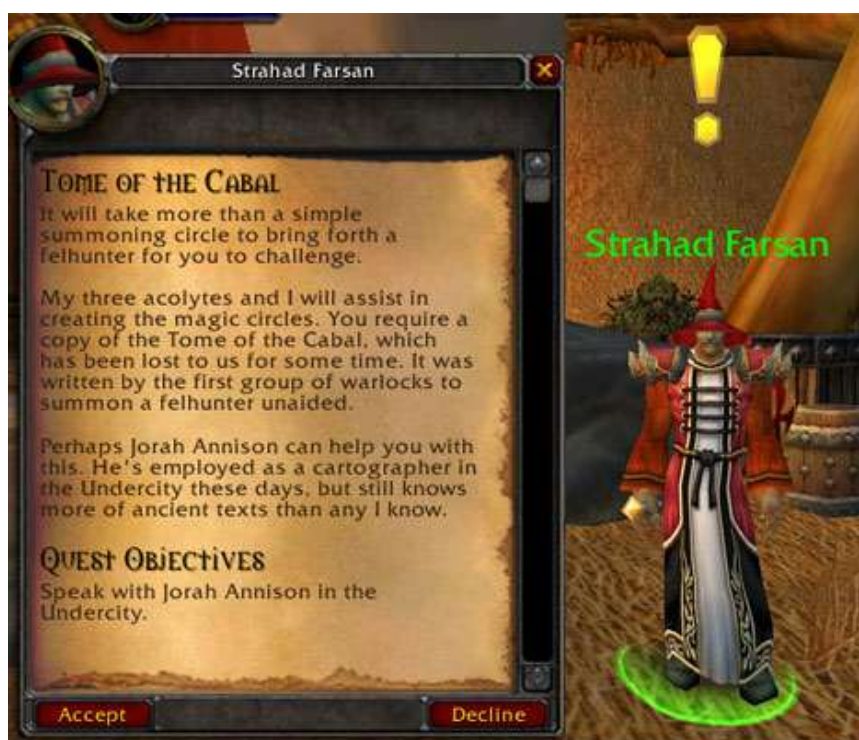 Strahad Farsan
TOME OF THE CABAL
It will take more than a simple
summoning circle to bring forth a
felhunter for you to challenge.
My three acolytes and I will assist in
creating the magic circles. You require a
copy of the Tome of the Cabal, which
has been lost to us for some time. It was
written by the first group of warlocks to
summon a felhunter unaided.
Perhaps Jorah Annison can help you with
this. He's employed as a cartographer in
the Undercity these days, but still knows
more of ancient texts than any I know.
QUEST OBJECTIVES
Speak with Jorah Annison in the
Undercity.
Accept
Decline
Strahad Farsan